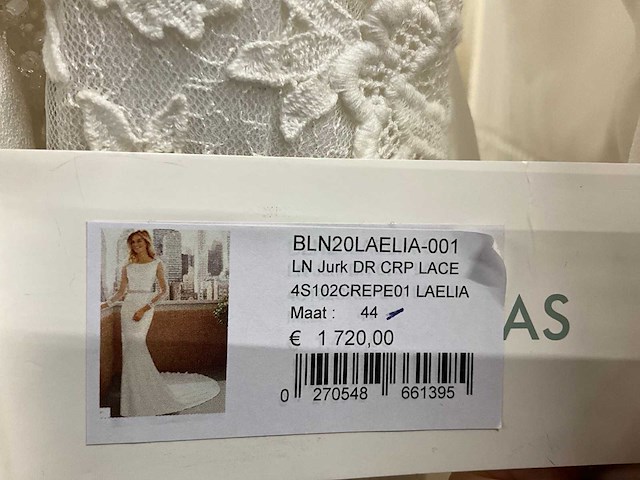 BLN20LAELIA-001
LN Jurk DR CRP LACE
4S102CREPE01 LAELIA
Maat : 44
€ 1 720,00
0 270548 661395
AS